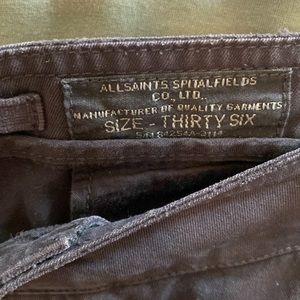 ALLSAINTS SPITALFIELDS
CO. LTD.
MANUFACTURER OF QUALITY GARMENTS
SIZE - THIRTY SIX